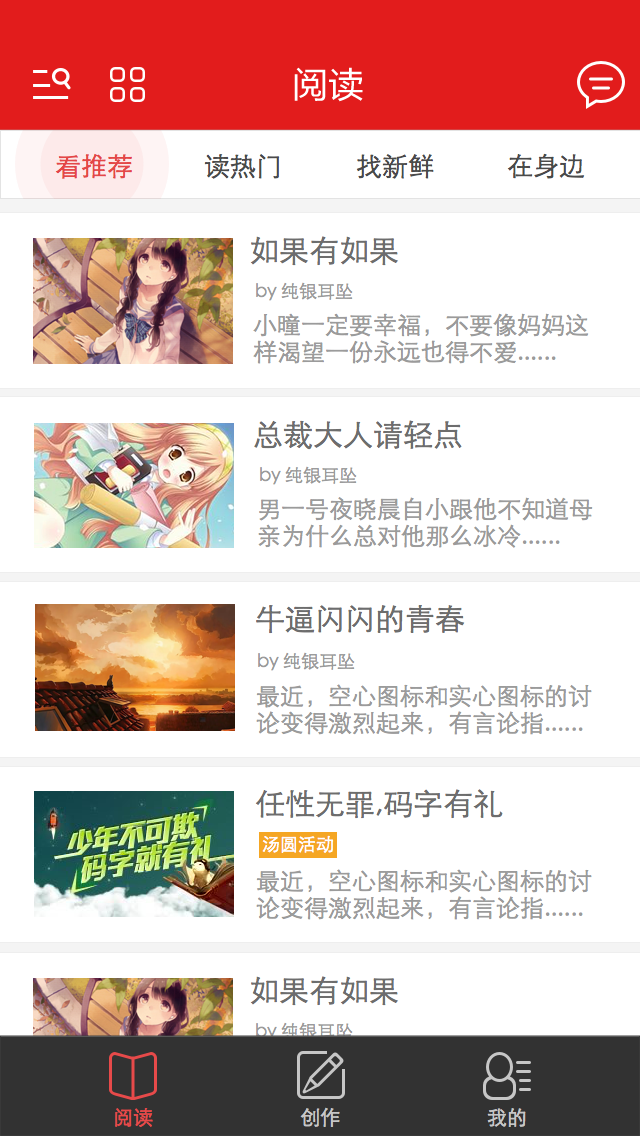 阅读
看推荐 读热门 找新鲜 在身边
如果有如果
by 纯银耳坠
小曈一定要幸福，不要像妈妈这
样渴望一份永远也得不爱......
总裁大人请轻点
by 纯银耳坠
男一号夜晓晨自小跟他不知道母
亲为什么总对他那么冰冷......
牛逼闪闪的青春
by 纯银耳坠
最近，空心图标和实心图标的讨
论变得激烈起来，有言论指......
少年不可欺
码字就有礼
任性无罪,码字有礼
汤圆活动
最近，空心图标和实心图标的讨
论变得激烈起来，有言论指......
如果有如果
by 纯银耳坠
阅读 创作 我的